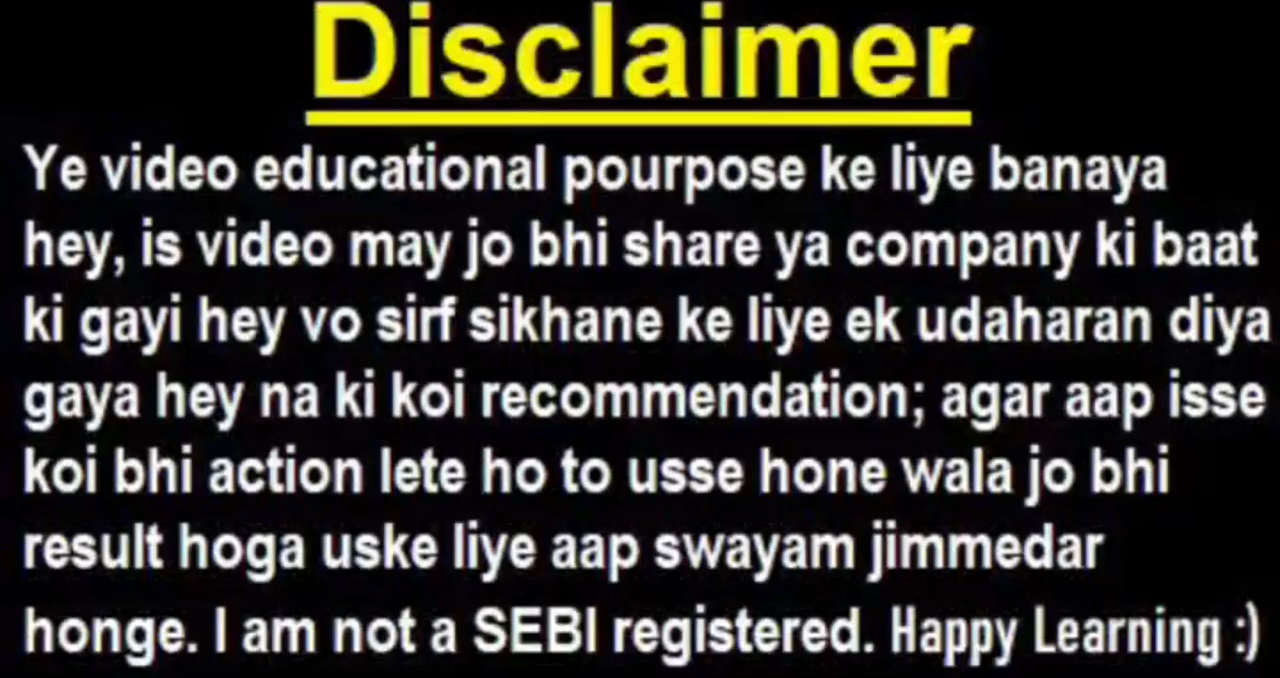 Disclaimer
Ye video educational pourpose ke liye banaya
hey, is video may jo bhi share ya company ki baat
ki gayi hey vo sirf sikhane ke liye ek udaharan diya
gaya hey na ki koi recommendation; agar aap isse
koi bhi action lete ho to usse hone wala jo bhi
result hoga uske liye aap swayam jimmedar
honge. I am not a SEBI registered. Happy Learning :)